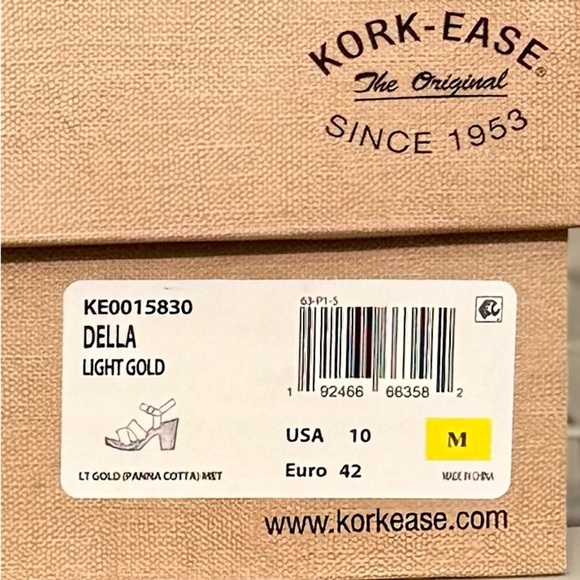 KORK-EASE®
The Original
SINCE 1953
KE0015830
DELLA
LIGHT GOLD
63-P1-S
1 92466 66358 2
USA 10
M
Euro 42
LT GOLD (PANNA COTTA) MET
MADE IN CHINA
www.korkease.com